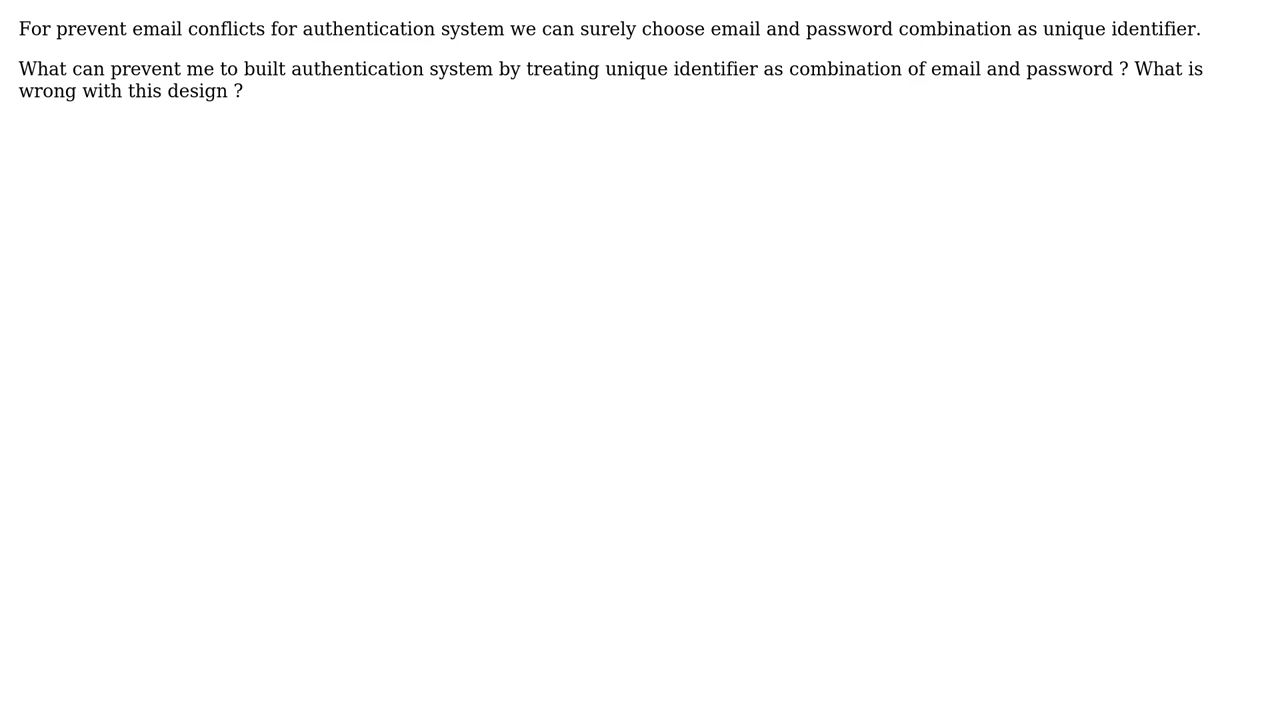 For prevent email conflicts for authentication system we can surely choose email and password combination as unique identifier.
What can prevent me to built authentication system by treating unique identifier as combination of email and password ? What is
wrong with this design ?